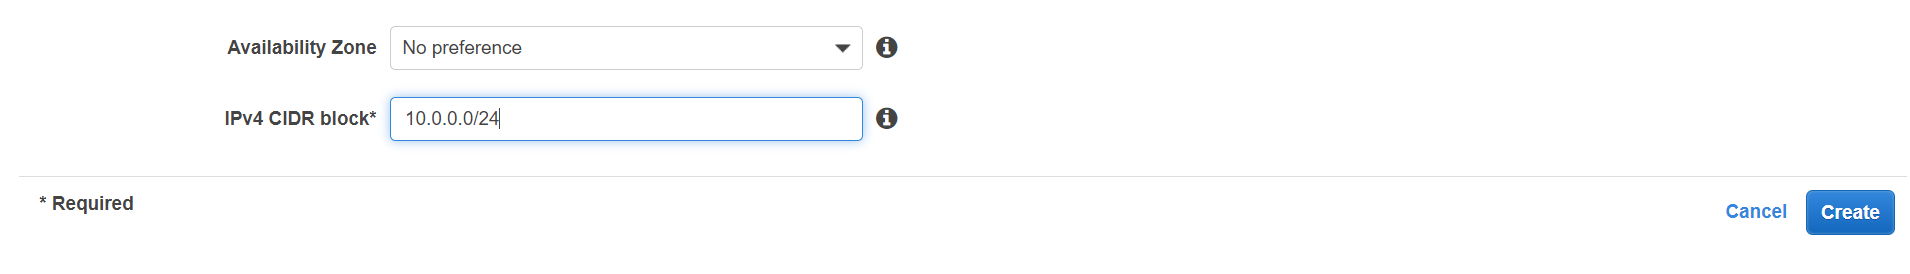 Availability Zone No preference
IPv4 CIDR block* 10.0.0.0/24
* Required
Cancel Create